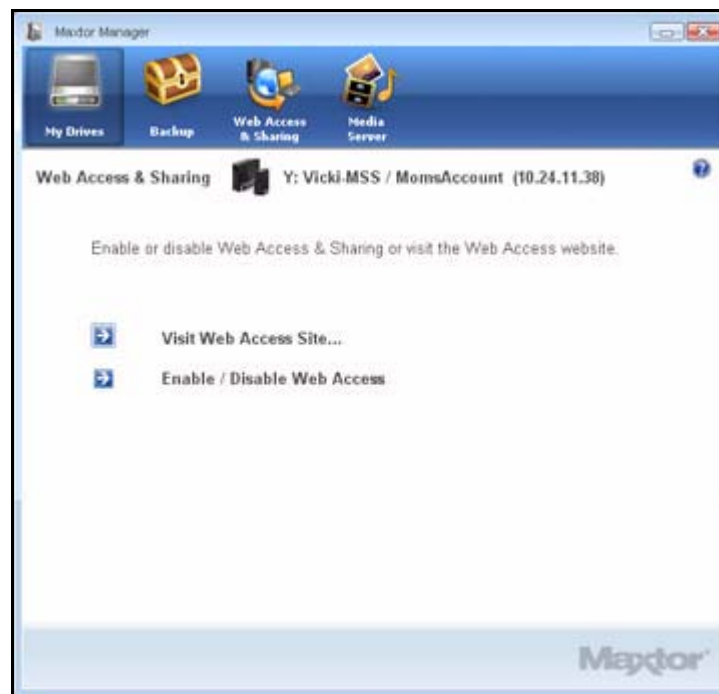 Maxtor Manager
My Drives
Backup
Web Access
& Sharing
Media
Server
Web Access & Sharing Y: Vicki-MSS / MomsAccount (10.24.11.38)
?
Enable or disable Web Access & Sharing or visit the Web Access website.
Visit Web Access Site...
Enable / Disable Web Access
Maxtor